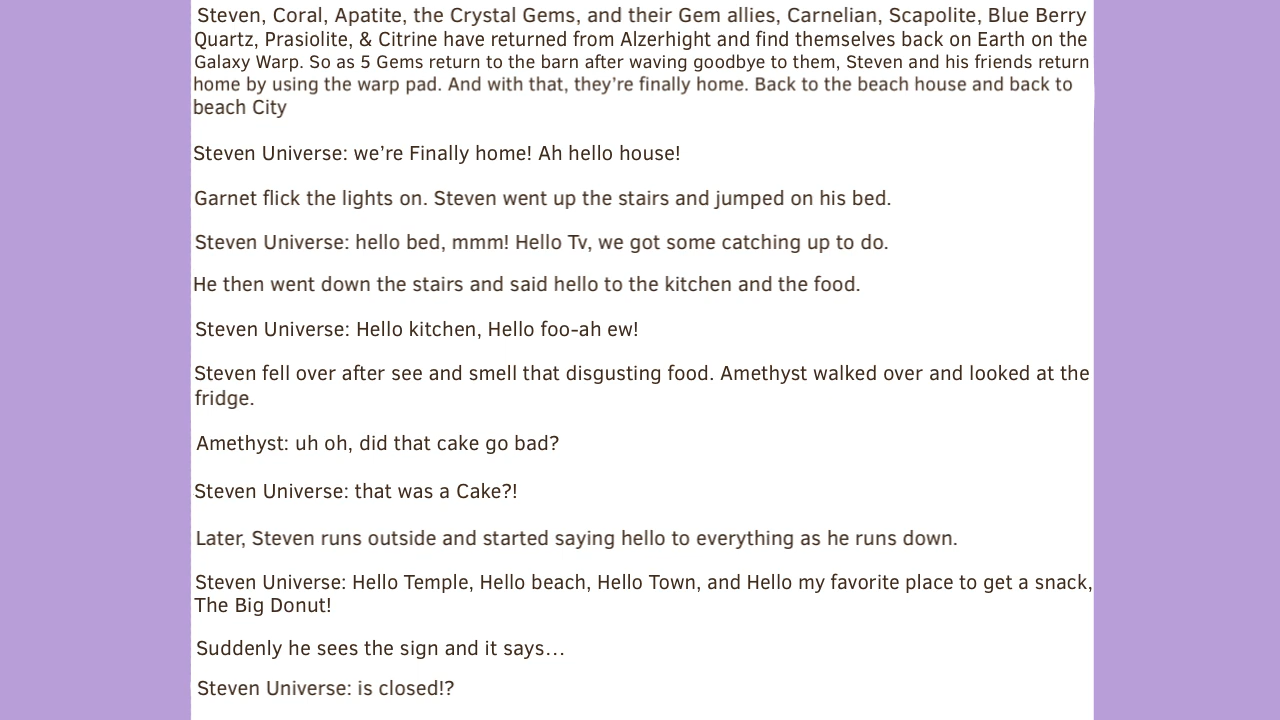 Steven, Coral, Apatite, the Crystal Gems, and their Gem allies, Carnelian, Scapolite, Blue Berry
Quartz, Prasiolite, & Citrine have returned from Alzerhight and find themselves back on Earth on the
Galaxy Warp. So as 5 Gems return to the barn after waving goodbye to them, Steven and his friends return
home by using the warp pad. And with that, they’re finally home. Back to the beach house and back to
beach City
Steven Universe: we’re Finally home! Ah hello house!
Garnet flick the lights on. Steven went up the stairs and jumped on his bed.
Steven Universe: hello bed, mmm! Hello Tv, we got some catching up to do.
He then went down the stairs and said hello to the kitchen and the food.
Steven Universe: Hello kitchen, Hello foo-ah ew!
Steven fell over after see and smell that disgusting food. Amethyst walked over and looked at the
fridge.
Amethyst: uh oh, did that cake go bad?
Steven Universe: that was a Cake?!
Later, Steven runs outside and started saying hello to everything as he runs down.
Steven Universe: Hello Temple, Hello beach, Hello Town, and Hello my favorite place to get a snack,
The Big Donut!
Suddenly he sees the sign and it says…
Steven Universe: is closed!?